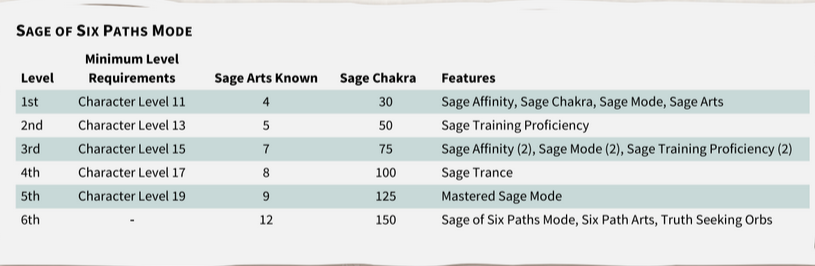 Sage of Six Paths Mode
Minimum Level
Level Requirements Sage Arts Known Sage Chakra Features
1st Character Level 11 4 30 Sage Affinity, Sage Chakra, Sage Mode, Sage Arts
2nd Character Level 13 5 50 Sage Training Proficiency
3rd Character Level 15 7 75 Sage Affinity (2), Sage Mode (2), Sage Training Proficiency (2)
4th Character Level 17 8 100 Sage Trance
5th Character Level 19 9 125 Mastered Sage Mode
6th - 12 150 Sage of Six Paths Mode, Six Path Arts, Truth Seeking Orbs